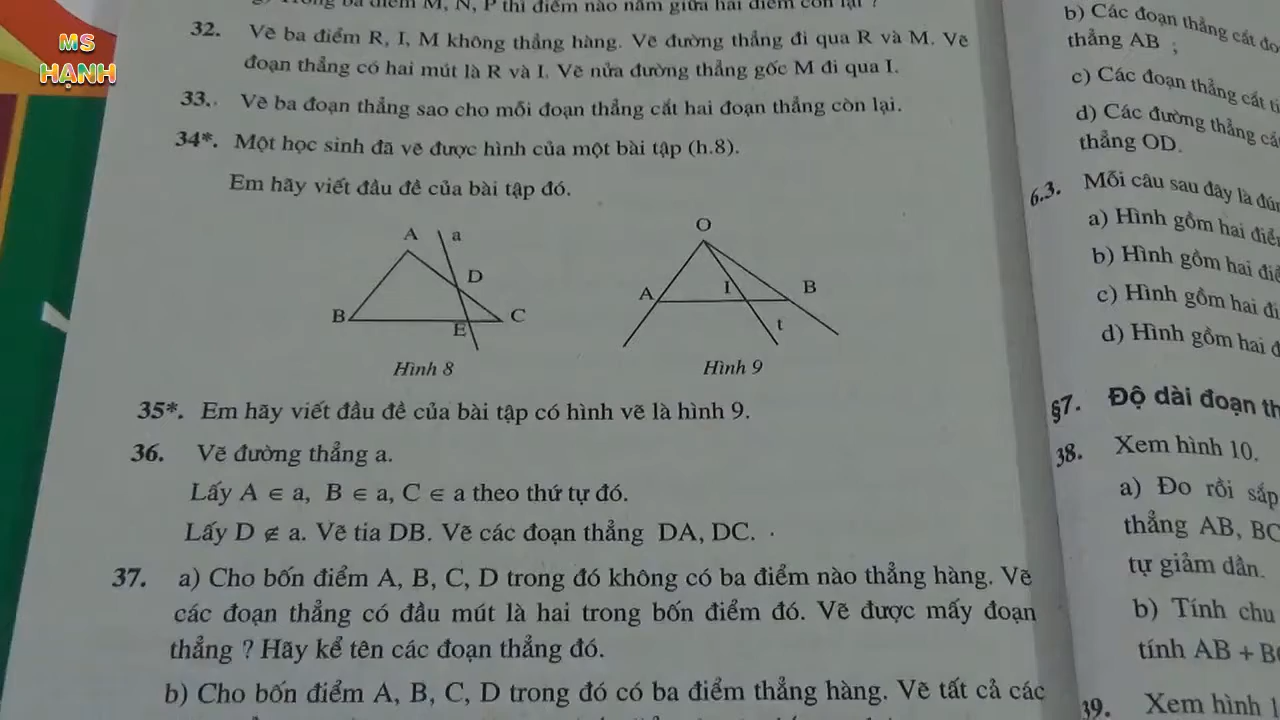 MS
HẠNH
ba điểm M, N, P thì điểm nào nằm giữa hai điểm còn lại ?
32. Vẽ ba điểm R, I, M không thẳng hàng. Vẽ đường thẳng đi qua R và M. Vẽ
đoạn thẳng có hai mút là R và I. Vẽ nửa đường thẳng gốc M đi qua I.
33. Vẽ ba đoạn thẳng sao cho mỗi đoạn thẳng cắt hai đoạn thẳng còn lại.
34*. Một học sinh đã vẽ được hình của một bài tập (h.8).
Em hãy viết đầu đề của bài tập đó.
A a
D
B
E
C
Hình 8
O
A
I
B
t
Hình 9
35*. Em hãy viết đầu đề của bài tập có hình vẽ là hình 9.
36. Vẽ đường thẳng a.
Lấy A ∈ a, B ∈ a, C ∈ a theo thứ tự đó.
Lấy D ∉ a. Vẽ tia DB. Vẽ các đoạn thẳng DA, DC.
37. a) Cho bốn điểm A, B, C, D trong đó không có ba điểm nào thẳng hàng. Vẽ
các đoạn thẳng có đầu mút là hai trong bốn điểm đó. Vẽ được mấy đoạn
thẳng ? Hãy kể tên các đoạn thẳng đó.
b) Cho bốn điểm A, B, C, D trong đó có ba điểm thẳng hàng. Vẽ tất cả các
b) Các đoạn thẳng cắt
thẳng AB ;
c) Các đoạn thẳng cắt
d) Các đường thẳng
thẳng OD.
6.3. Mỗi câu sau đây là
a) Hình gồm hai
b) Hình gồm hai
c) Hình gồm hai
d) Hình gồm hai
§7. Độ dài đoạn
38. Xem hình 10.
a) Đo rồi sắp
thẳng AB, BC
tự giảm dần.
b) Tính chu
tính AB +
39. Xem hình